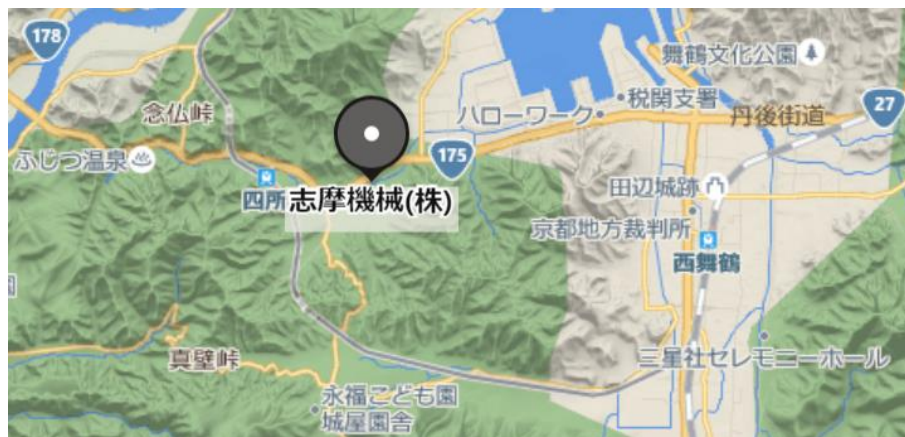 178
舞鶴文化公園
税関支署
27
念仏峠
ハローワーク
丹後街道
ふじつ温泉
175
四所
志摩機械(株)
田辺城跡
京都地方裁判所
西舞鶴
園
真壁峠
三星社セレモニーホール
永福こども園
城屋園舎